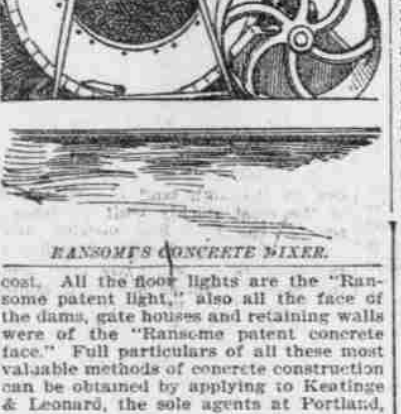 RANSOME'S CONCRETE MIXER.
cost. All the floor lights are the "Ran-
some patent light," also all the face of
the dams, gate houses and retaining walls
were of the "Ransome patent concrete
face." Full particulars of all these most
valuable methods of concrete construction
can be obtained by applying to Keatinge
& Leonard, the sole agents at Portland,